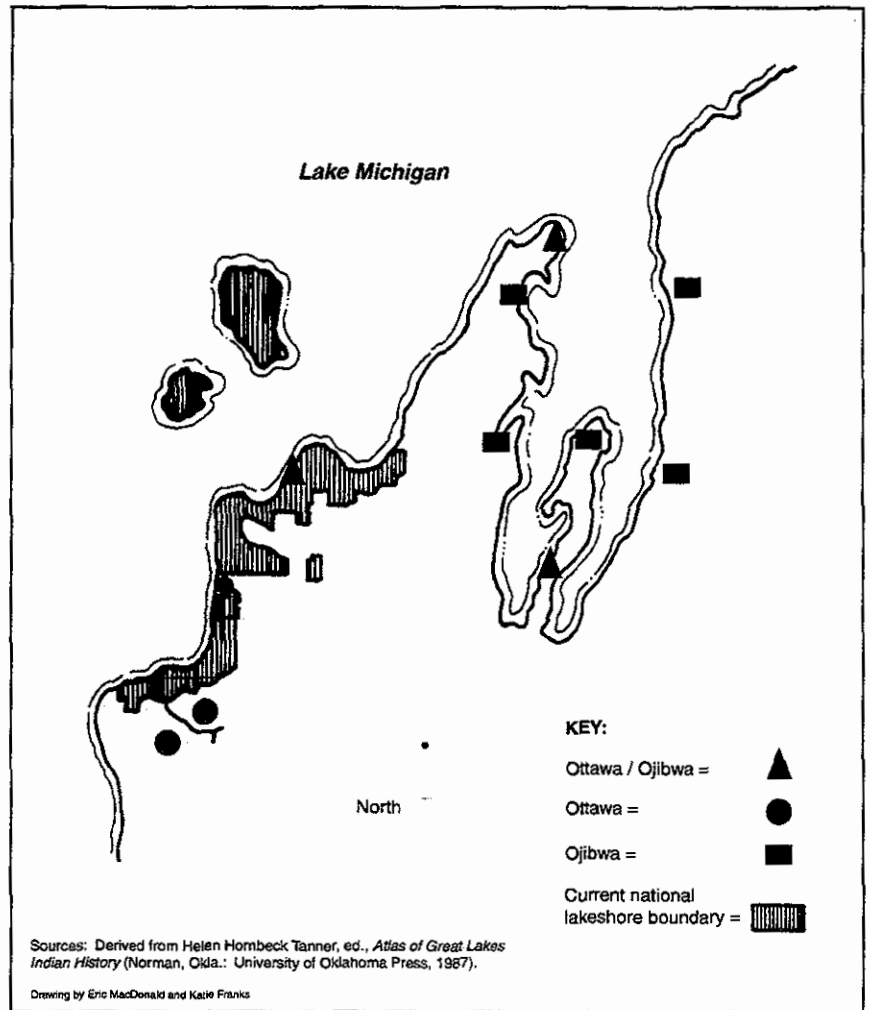 Lake Michigan
North
KEY:
Ottawa / Ojibwa =
Ottawa =
Ojibwa =
Current national
lakeshore boundary =
Sources: Derived from Helen Hornbeck Tanner, ed., Atlas of Great Lakes
Indian History (Norman, Okla.: University of Oklahoma Press, 1987).
Drawing by Eric MacDonald and Katie Franks